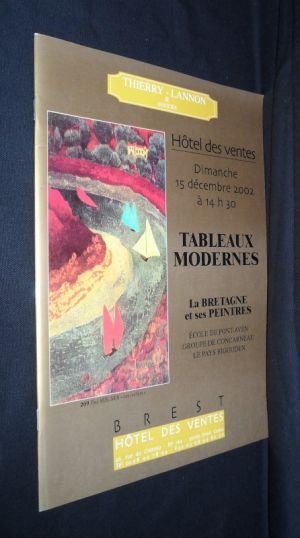 THIERRY - LANNON
&
Hôtel des ventes
Dimanche
15 décembre 2002
à 14 h 30
TABLEAUX
MODERNES
La BRETAGNE
et ses PEINTRES
ÉCOLE DE PONT-AVEN
GROUPE DE CONCARNEAU
LE PAYS BIGOUDEN
209
BREST
HÔTEL DES VENTES